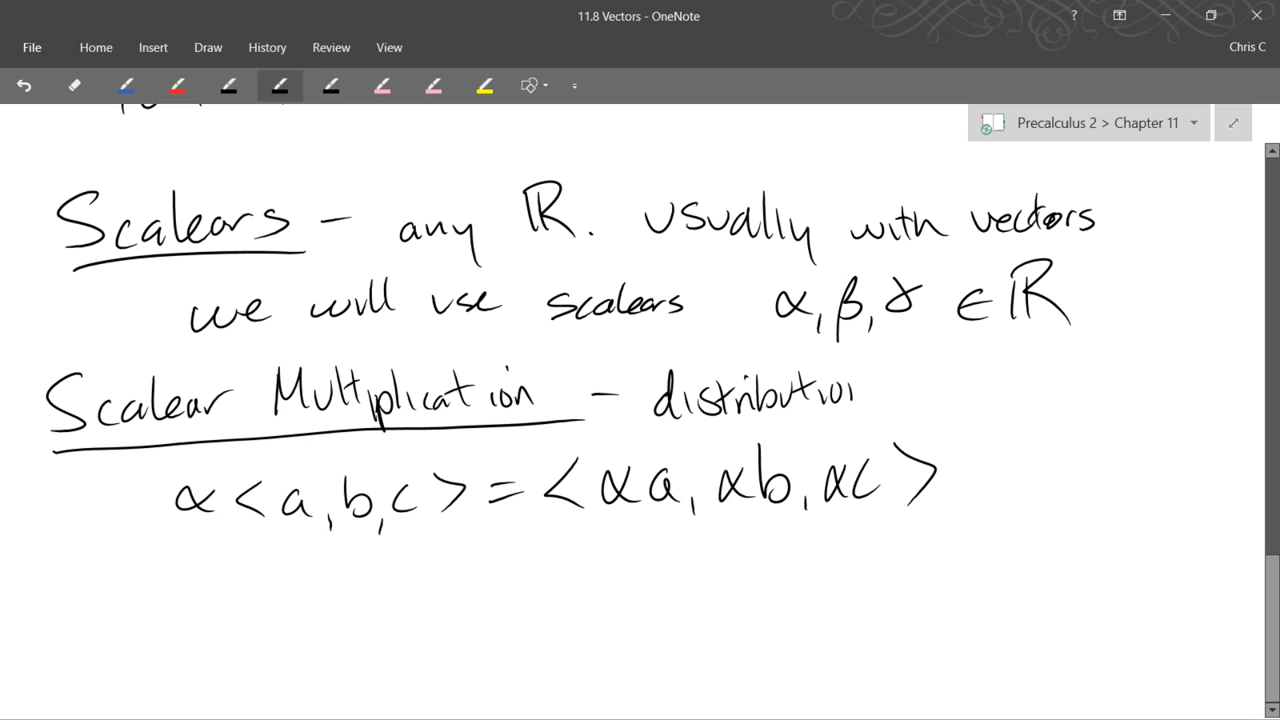 11.8 Vectors - OneNote
?
File Home Insert Draw History Review View
Chris C
Precalculus 2 > Chapter 11
Scalears - any ℝ. usually with vectors
we will use scalears α, β, γ ∈ ℝ
Scalear Multiplication - distribution
α<a, b, c> = <αa, αb, αc>